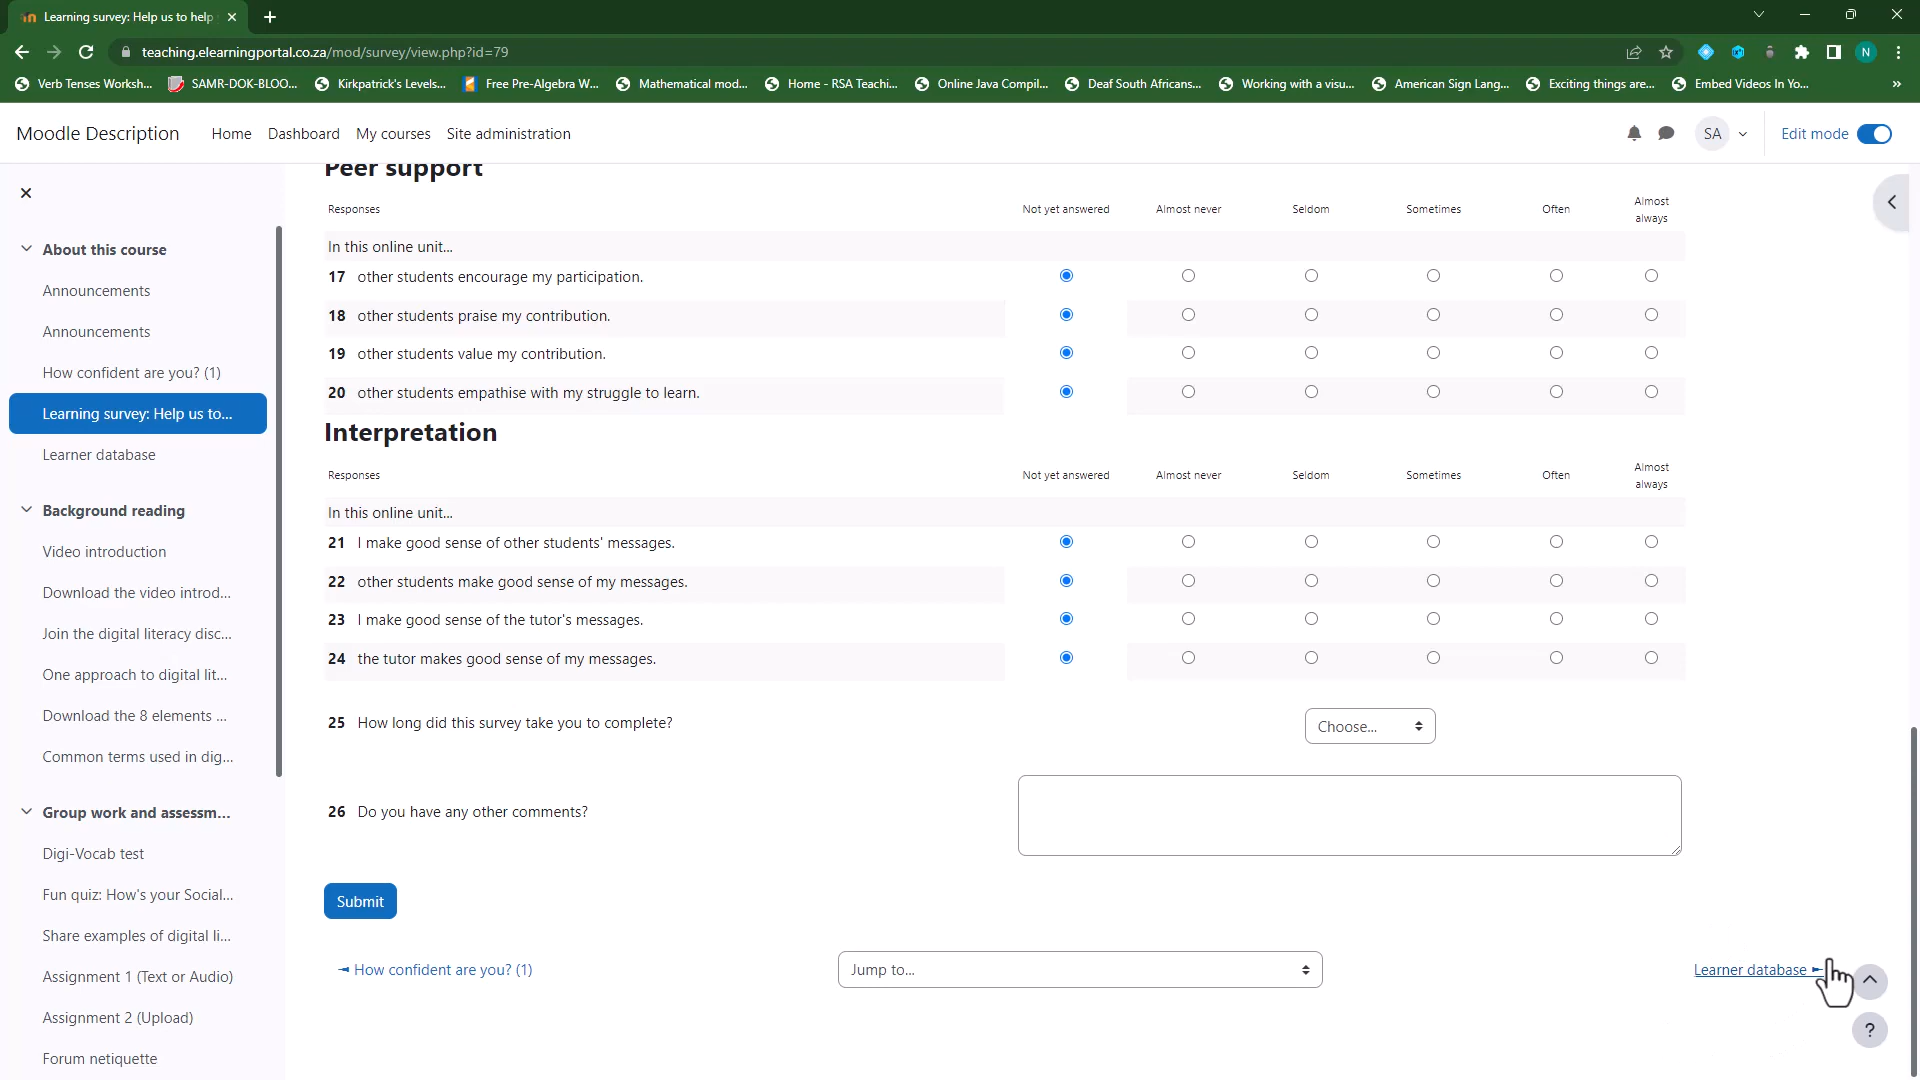 Learning survey: Help us to help
teaching.elearningportal.co.za/mod/survey/view.php?id=79
N
Verb Tenses Worksh...
SAMR-DOK-BLOO...
Kirkpatrick's Levels...
Free Pre-Algebra W...
Mathematical mod...
Home - RSA Teachi...
Online Java Compil...
Deaf South Africans...
Working with a visu...
American Sign Lang...
Exciting things are...
Embed Videos In Yo...
»
Moodle Description
Home
Dashboard
My courses
Site administration
SA
Edit mode
About this course
Announcements
Announcements
How confident are you? (1)
Learning survey: Help us to...
Learner database
Background reading
Video introduction
Download the video introd...
Join the digital literacy disc...
One approach to digital lit...
Download the 8 elements ...
Common terms used in dig...
Group work and assessm...
Digi-Vocab test
Fun quiz: How's your Social...
Share examples of digital li...
Assignment 1 (Text or Audio)
Assignment 2 (Upload)
Forum netiquette
Peer support
Responses Not yet answered Almost never Seldom Sometimes Often Almost always
In this online unit...
17 other students encourage my participation.
18 other students praise my contribution.
19 other students value my contribution.
20 other students empathise with my struggle to learn.
Interpretation
Responses Not yet answered Almost never Seldom Sometimes Often Almost always
In this online unit...
21 I make good sense of other students' messages.
22 other students make good sense of my messages.
23 I make good sense of the tutor's messages.
24 the tutor makes good sense of my messages.
25 How long did this survey take you to complete? Choose...
26 Do you have any other comments?
Submit
◄ How confident are you? (1)
Jump to...
Learner database ►
?